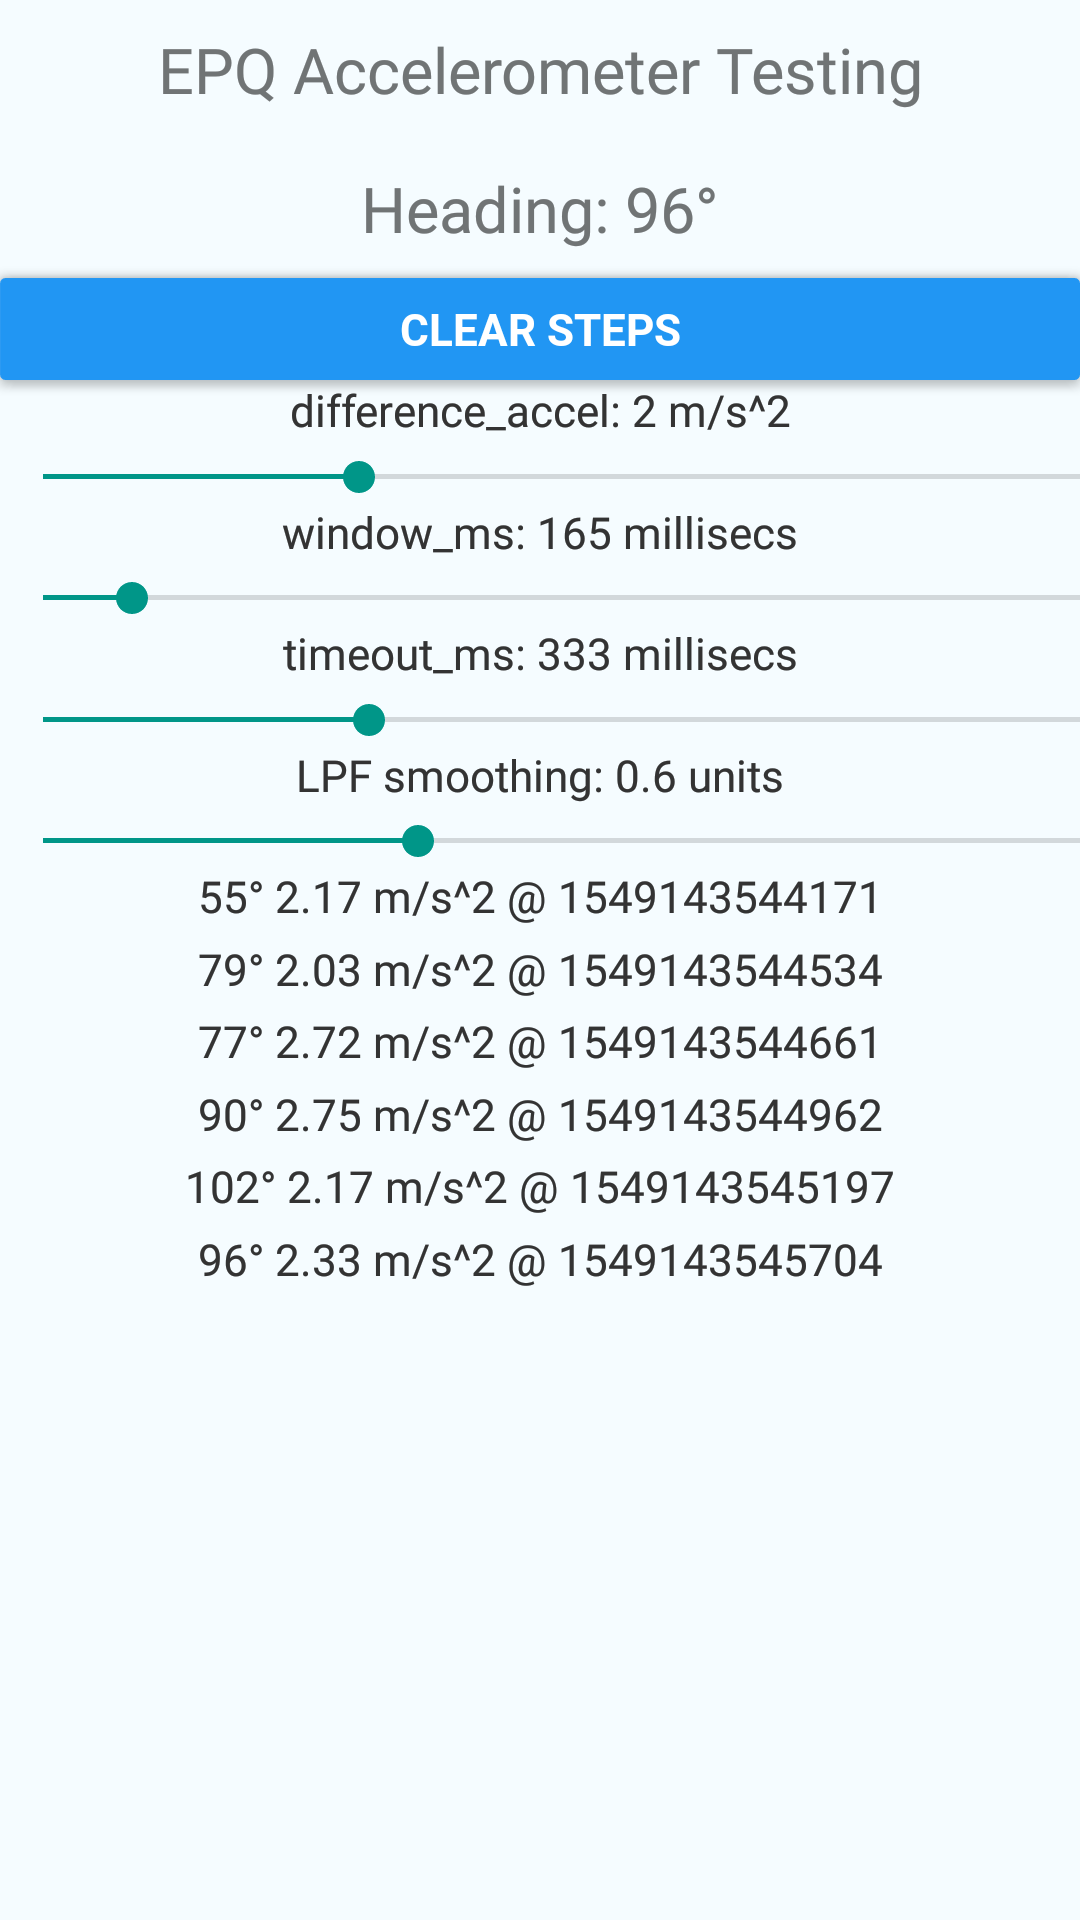 EPQ Accelerometer Testing
Heading: 96°
CLEAR STEPS
difference_accel: 2 m/s^2
window_ms: 165 millisecs
timeout_ms: 333 millisecs
LPF smoothing: 0.6 units
55° 2.17 m/s^2 @ 1549143544171
79° 2.03 m/s^2 @ 1549143544534
77° 2.72 m/s^2 @ 1549143544661
90° 2.75 m/s^2 @ 1549143544962
102° 2.17 m/s^2 @ 1549143545197
96° 2.33 m/s^2 @ 1549143545704